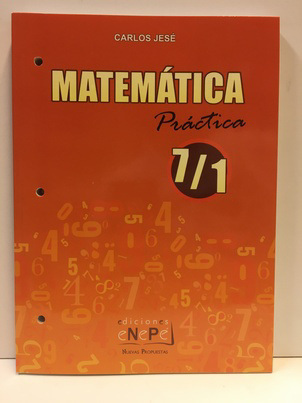 CARLOS JESÉ
MATEMÁTICA
Práctica
7/1
ediciones
eNePe
NUEVAS PROPUESTAS